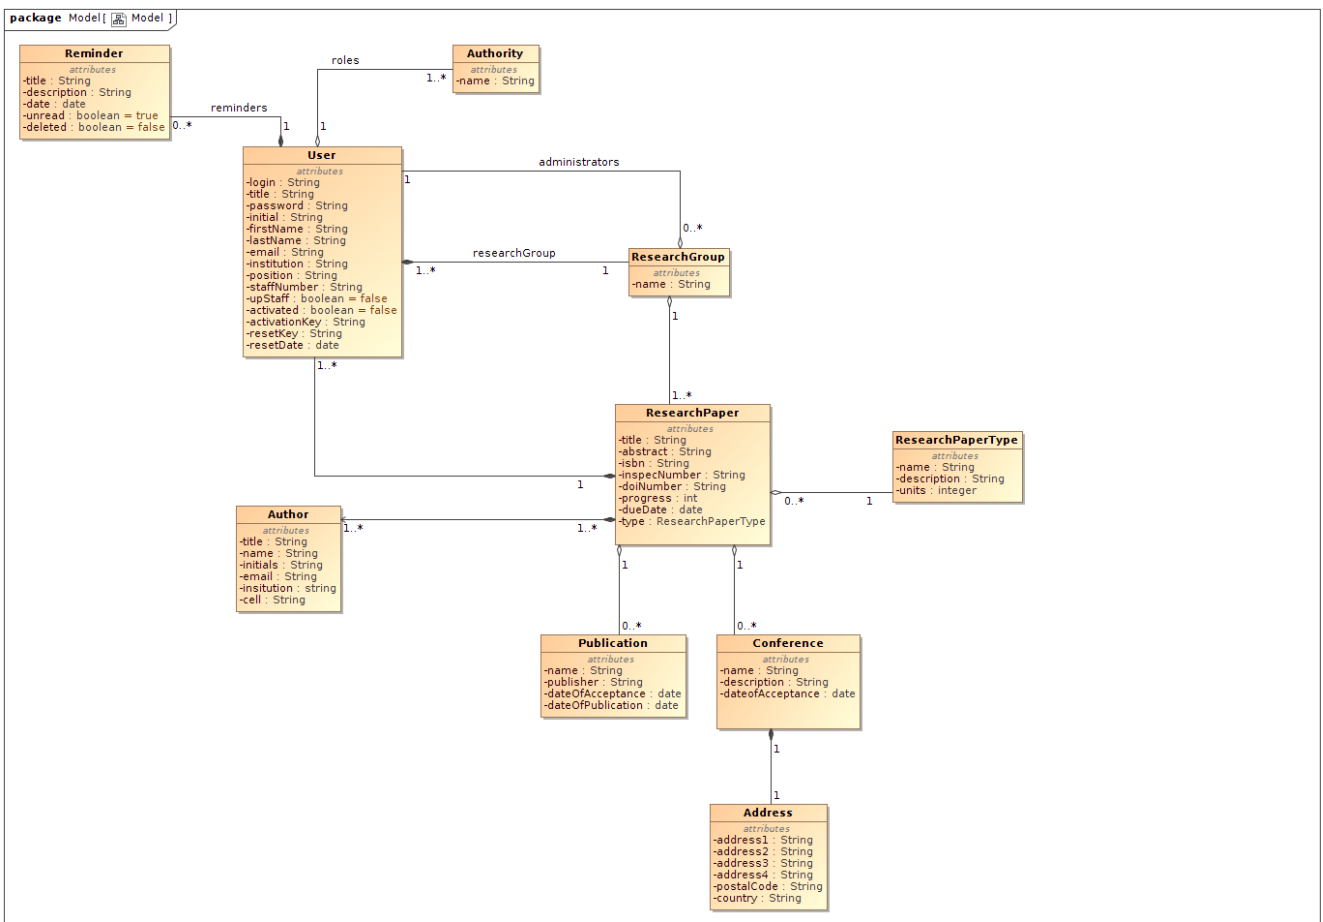 package Model[ Model ]
Reminder
attributes
-title : String
-description : String
-date : date
-unread : boolean = true
-deleted : boolean = false
reminders
0..*
1
roles
1..*
1
Authority
attributes
-name : String
User
attributes
-login : String
-title : String
-password : String
-initial : String
-firstName : String
-lastName : String
-email : String
-institution : String
-position : String
-staffNumber : String
-upStaff : boolean = false
-activated : boolean = false
-activationKey : String
-resetKey : String
-resetDate : date
administrators
1
0..*
researchGroup
1..*
1
ResearchGroup
attributes
-name : String
1
1..*
1..*
1
ResearchPaper
attributes
-title : String
-abstract : String
-isbn : String
-inspecNumber : String
-doiNumber : String
-progress : int
-dueDate : date
-type : ResearchPaperType
0..*
1
ResearchPaperType
attributes
-name : String
-description : String
-units : integer
Author
attributes
-title : String
-name : String
-initials : String
-email : String
-insitution : string
-cell : String
1..*
1..*
1
0..*
1
0..*
Publication
attributes
-name : String
-publisher : String
-dateOfAcceptance : date
-dateOfPublication : date
Conference
attributes
-name : String
-description : String
-dateofAcceptance : date
1
1
Address
attributes
-address1 : String
-address2 : String
-address3 : String
-address4 : String
-postalCode : String
-country : String